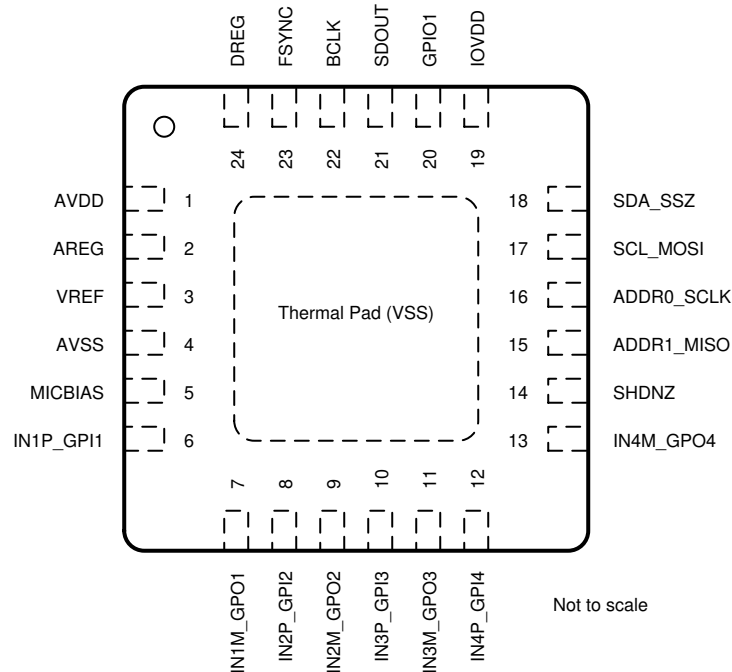 DREG
FSYNC
BCLK
SDOUT
GPIO1
IOVDD
24
23
22
21
20
19
AVDD 1 18 SDA_SSZ
AREG 2 17 SCL_MOSI
VREF 3 16 ADDR0_SCLK
Thermal Pad (VSS)
AVSS 4 15 ADDR1_MISO
MICBIAS 5 14 SHDNZ
IN1P_GPI1 6 13 IN4M_GPO4
7
8
9
10
11
12
IN1M_GPO1
IN2P_GPI2
IN2M_GPO2
IN3P_GPI3
IN3M_GPO3
IN4P_GPI4
Not to scale